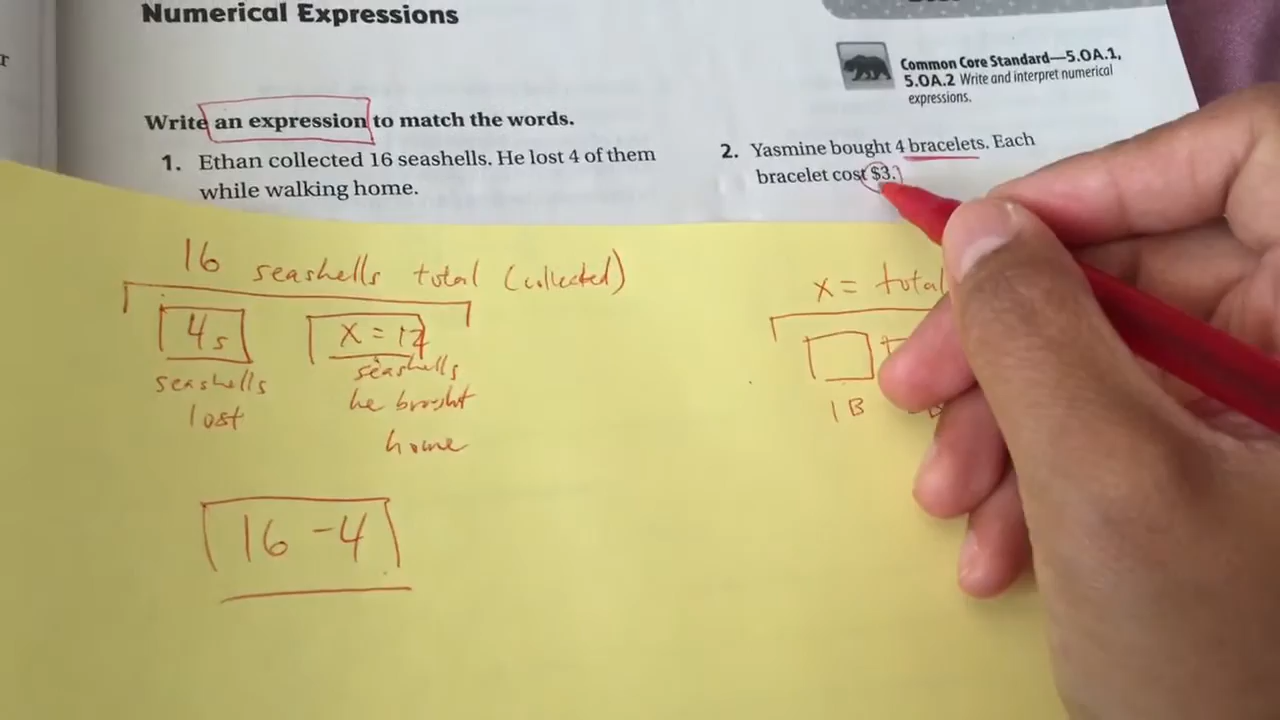 Numerical Expressions
Common Core Standard—5.OA.1,
5.OA.2 Write and interpret numerical
expressions.
Write an expression to match the words.
1. Ethan collected 16 seashells. He lost 4 of them
while walking home.
2. Yasmine bought 4 bracelets. Each
bracelet cost $3.
16 seashells total (collected)
4s
x = 12
seashells
lost
seashells
he brought
home
16 - 4
x = total
1 B